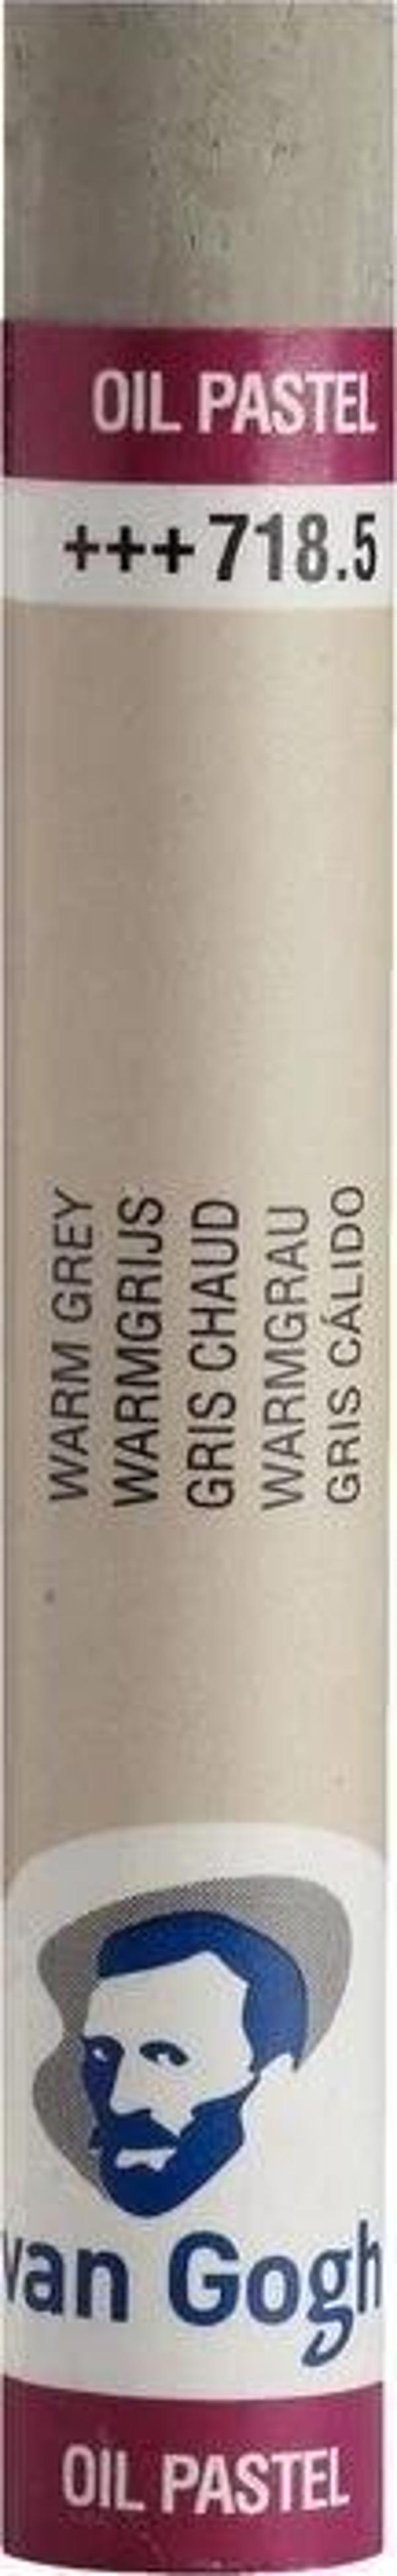 OIL PASTEL
+++ 718.5
WARM GREY
WARMGRIJS
GRIS CHAUD
WARMGRAU
GRIS CÁLIDO
van Gogh
OIL PASTEL